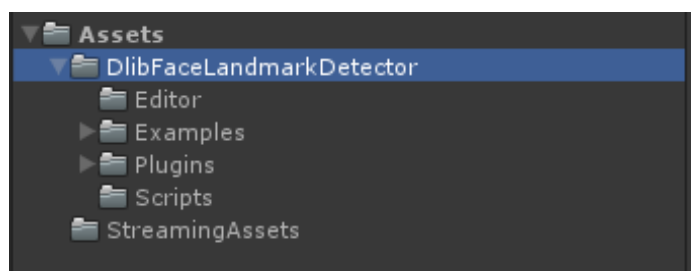 Assets
DlibFaceLandmarkDetector
Editor
Examples
Plugins
Scripts
StreamingAssets